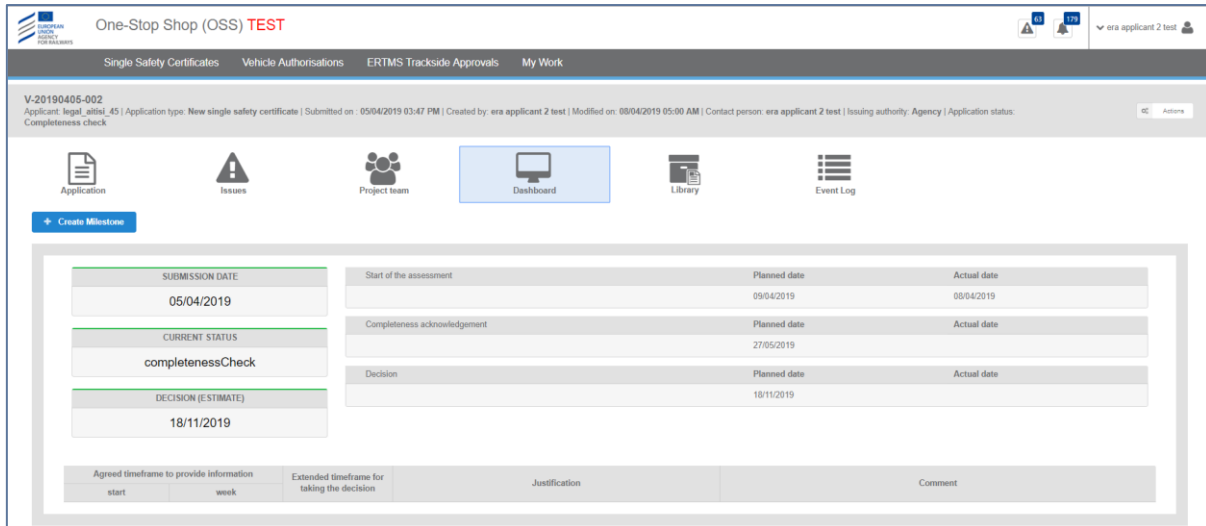 EUROPEAN
UNION
AGENCY
FOR RAILWAYS
One-Stop Shop (OSS) TEST
63
179
era applicant 2 test
Single Safety Certificates Vehicle Authorisations ERTMS Trackside Approvals My Work
V-20190405-002
Applicant: legal_aitisi_45 | Application type: New single safety certificate | Submitted on : 05/04/2019 03:47 PM | Created by: era applicant 2 test | Modified on: 08/04/2019 05:00 AM | Contact person: era applicant 2 test | Issuing authority: Agency | Application status:
Completeness check
Actions
Application Issues Project team Dashboard Library Event Log
+ Create Milestone
SUBMISSION DATE
05/04/2019
CURRENT STATUS
completenessCheck
DECISION (ESTIMATE)
18/11/2019
Start of the assessment Planned date Actual date
09/04/2019 08/04/2019
Completeness acknowledgement Planned date Actual date
27/05/2019
Decision Planned date Actual date
18/11/2019
Agreed timeframe to provide information
start week
Extended timeframe for
taking the decision
Justification
Comment